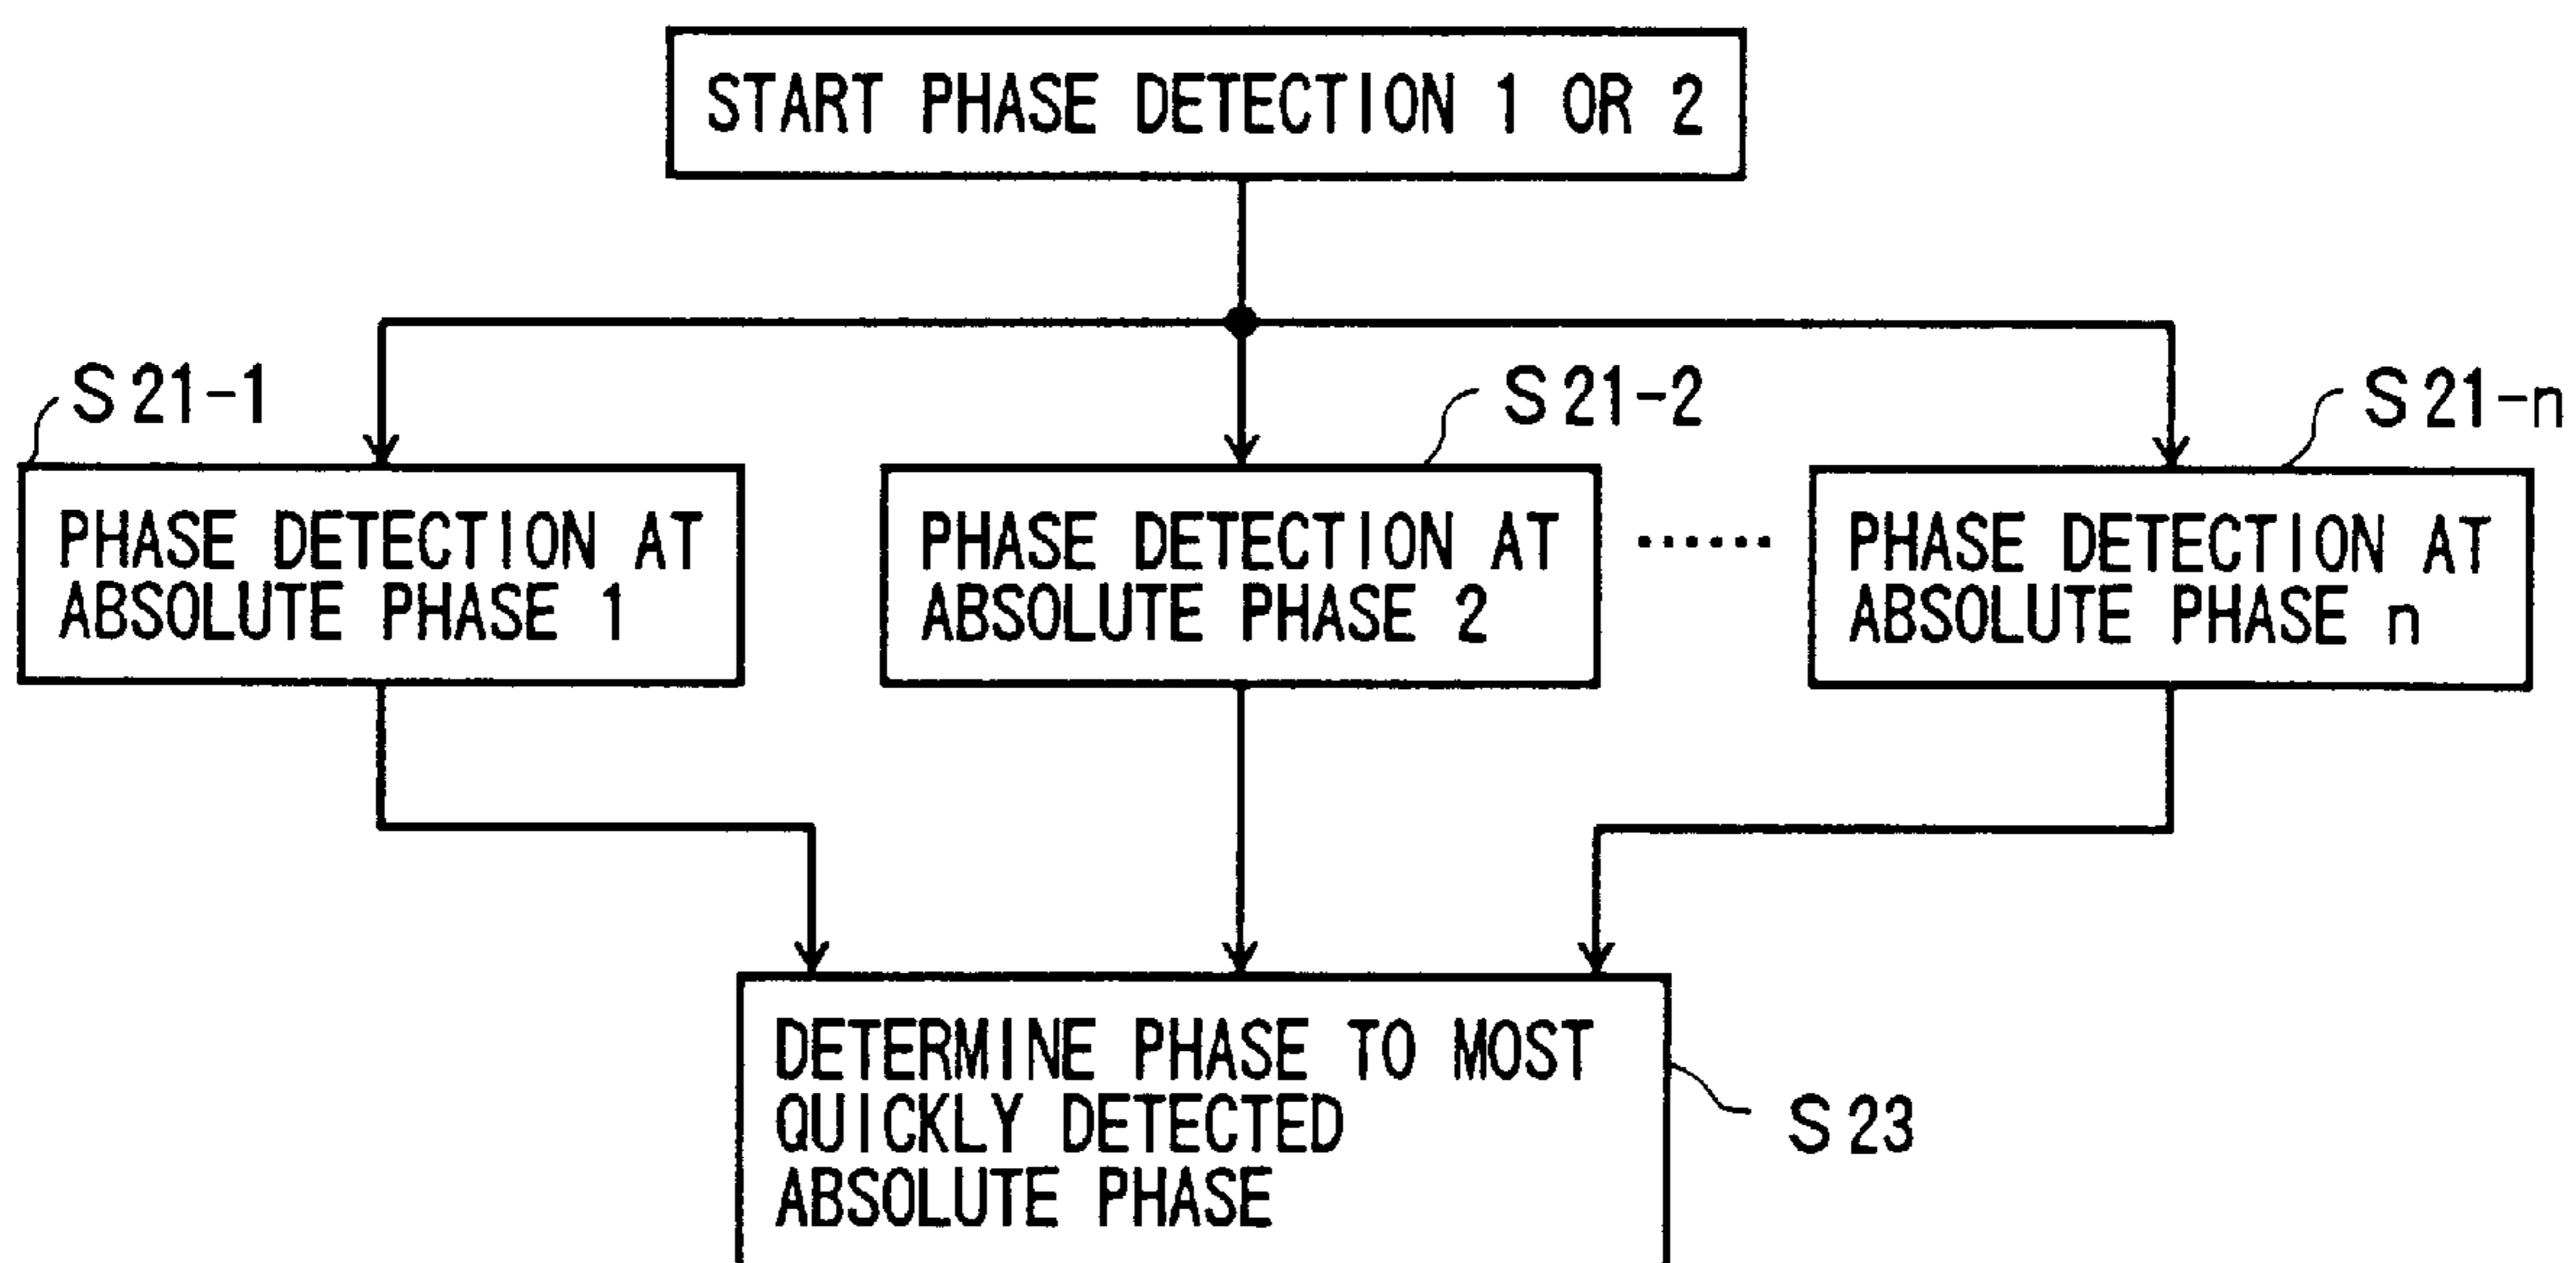 START PHASE DETECTION 1 OR 2
S21-1
S21-2
S21-n
PHASE DETECTION AT
ABSOLUTE PHASE 1
PHASE DETECTION AT
ABSOLUTE PHASE 2
......
PHASE DETECTION AT
ABSOLUTE PHASE n
DETERMINE PHASE TO MOST
QUICKLY DETECTED
ABSOLUTE PHASE
S23